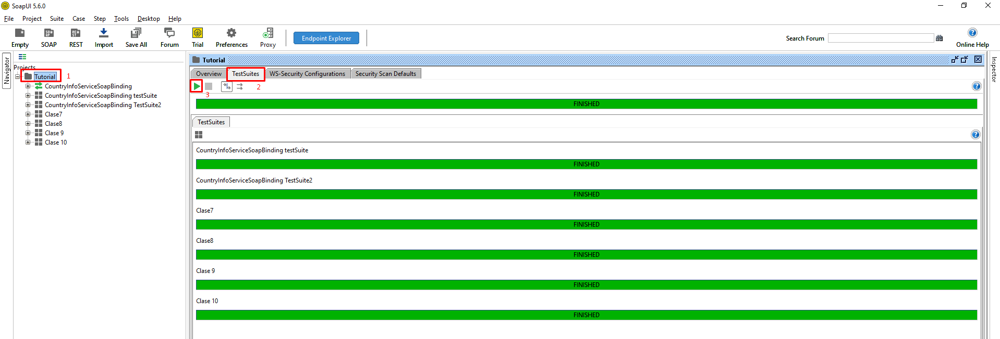 SoapUI 5.6.0
File Project Suite Case Step Tools Desktop Help
Empty SOAP REST Import Save All Forum Trial Preferences Proxy Endpoint Explorer Search Forum Online Help
Navigator
Projects
Tutorial 1
CountryInfoServiceSoapBinding
CountryInfoServiceSoapBinding testSuite
CountryInfoServiceSoapBinding TestSuite2
Clase7
Clase8
Clase 9
Clase 10
Tutorial
Overview TestSuites WS-Security Configurations Security Scan Defaults
2
3
FINISHED
TestSuites
CountryInfoServiceSoapBinding testSuite
FINISHED
CountryInfoServiceSoapBinding TestSuite2
FINISHED
Clase7
FINISHED
Clase8
FINISHED
Clase 9
FINISHED
Clase 10
FINISHED
Inspector